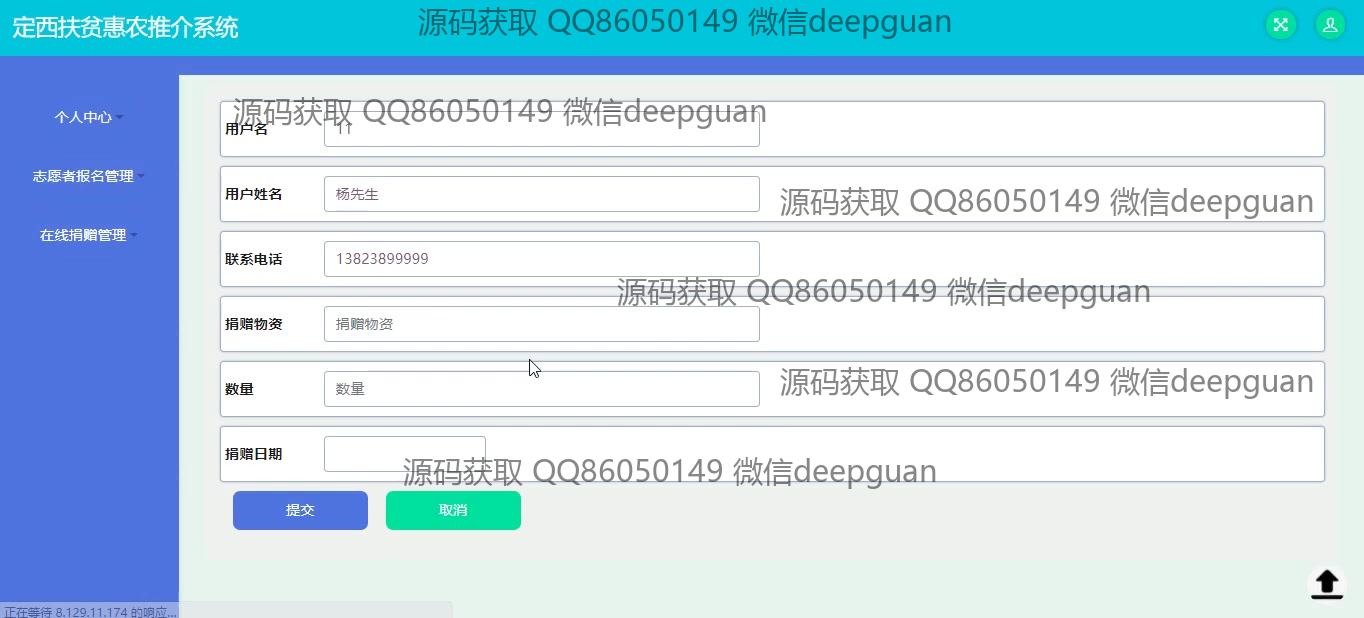 定西扶贫惠农推介系统
源码获取 QQ86050149 微信deepguan
个人中心
志愿者报名管理
在线捐赠管理
源码获取 QQ86050149 微信deepguan
用户名 11
用户姓名 杨先生
源码获取 QQ86050149 微信deepguan
联系电话 13823899999
源码获取 QQ86050149 微信deepguan
捐赠物资 捐赠物资
数量 数量
源码获取 QQ86050149 微信deepguan
捐赠日期
源码获取 QQ86050149 微信deepguan
提交 取消
正在等待 8.129.11.174 的响应...